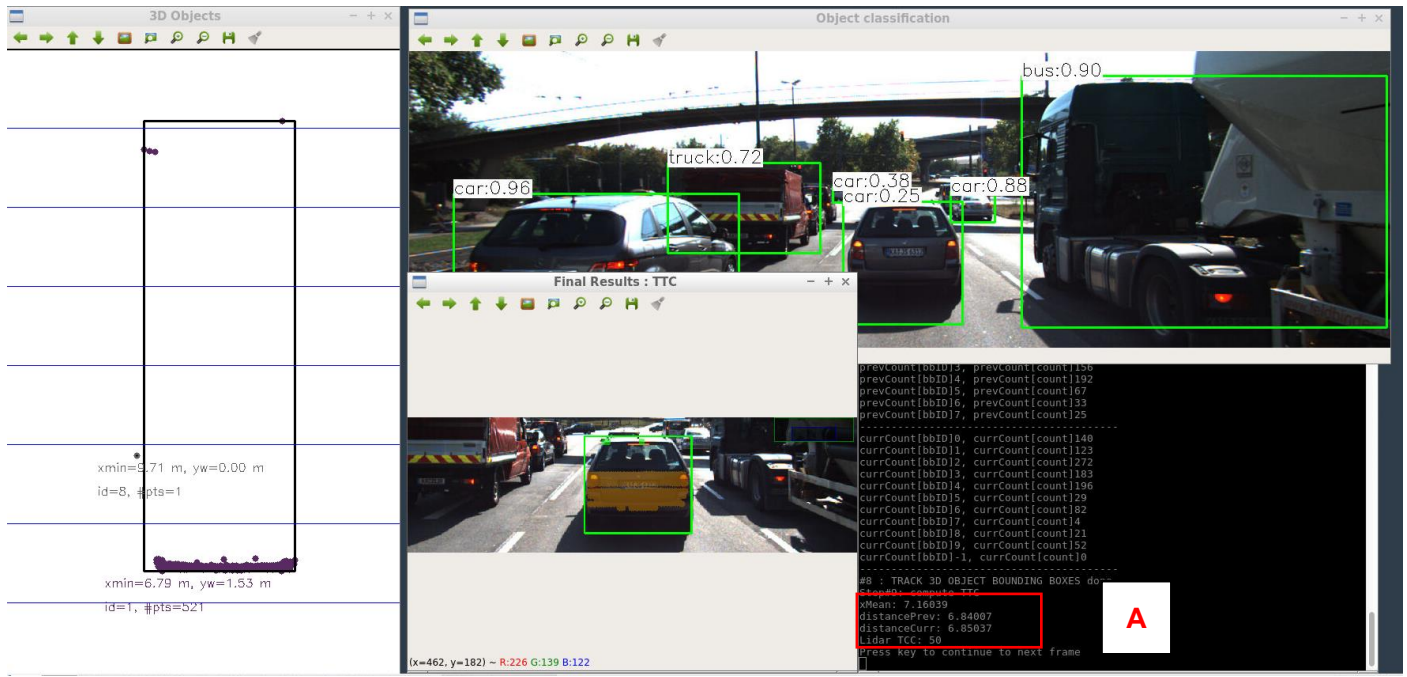 3D Objects
xmin=9.71 m, yw=0.00 m
id=8, #pts=1
xmin=6.79 m, yw=1.53 m
id=1, #pts=521
Object classification
bus:0.90
truck:0.72
car:0.96
car:0.38
car:0.25
car:0.88
Final Results : TTC
(x=462, y=182) ~ R:226 G:139 B:122
prevCount[bbID]3, prevCount[count]156
prevCount[bbID]4, prevCount[count]192
prevCount[bbID]5, prevCount[count]67
prevCount[bbID]6, prevCount[count]33
prevCount[bbID]7, prevCount[count]25
----------------------------------------
currCount[bbID]0, currCount[count]140
currCount[bbID]1, currCount[count]123
currCount[bbID]2, currCount[count]272
currCount[bbID]3, currCount[count]183
currCount[bbID]4, currCount[count]196
currCount[bbID]5, currCount[count]29
currCount[bbID]6, currCount[count]82
currCount[bbID]7, currCount[count]4
currCount[bbID]8, currCount[count]21
currCount[bbID]9, currCount[count]52
currCount[bbID]-1, currCount[count]0
----------------------------------------
#8 : TRACK 3D OBJECT BOUNDING BOXES done
Step#9: compute TTC
xMean: 7.16039
distancePrev: 6.84007
distanceCurr: 6.85037
Lidar TCC: 50
Press key to continue to next frame
A